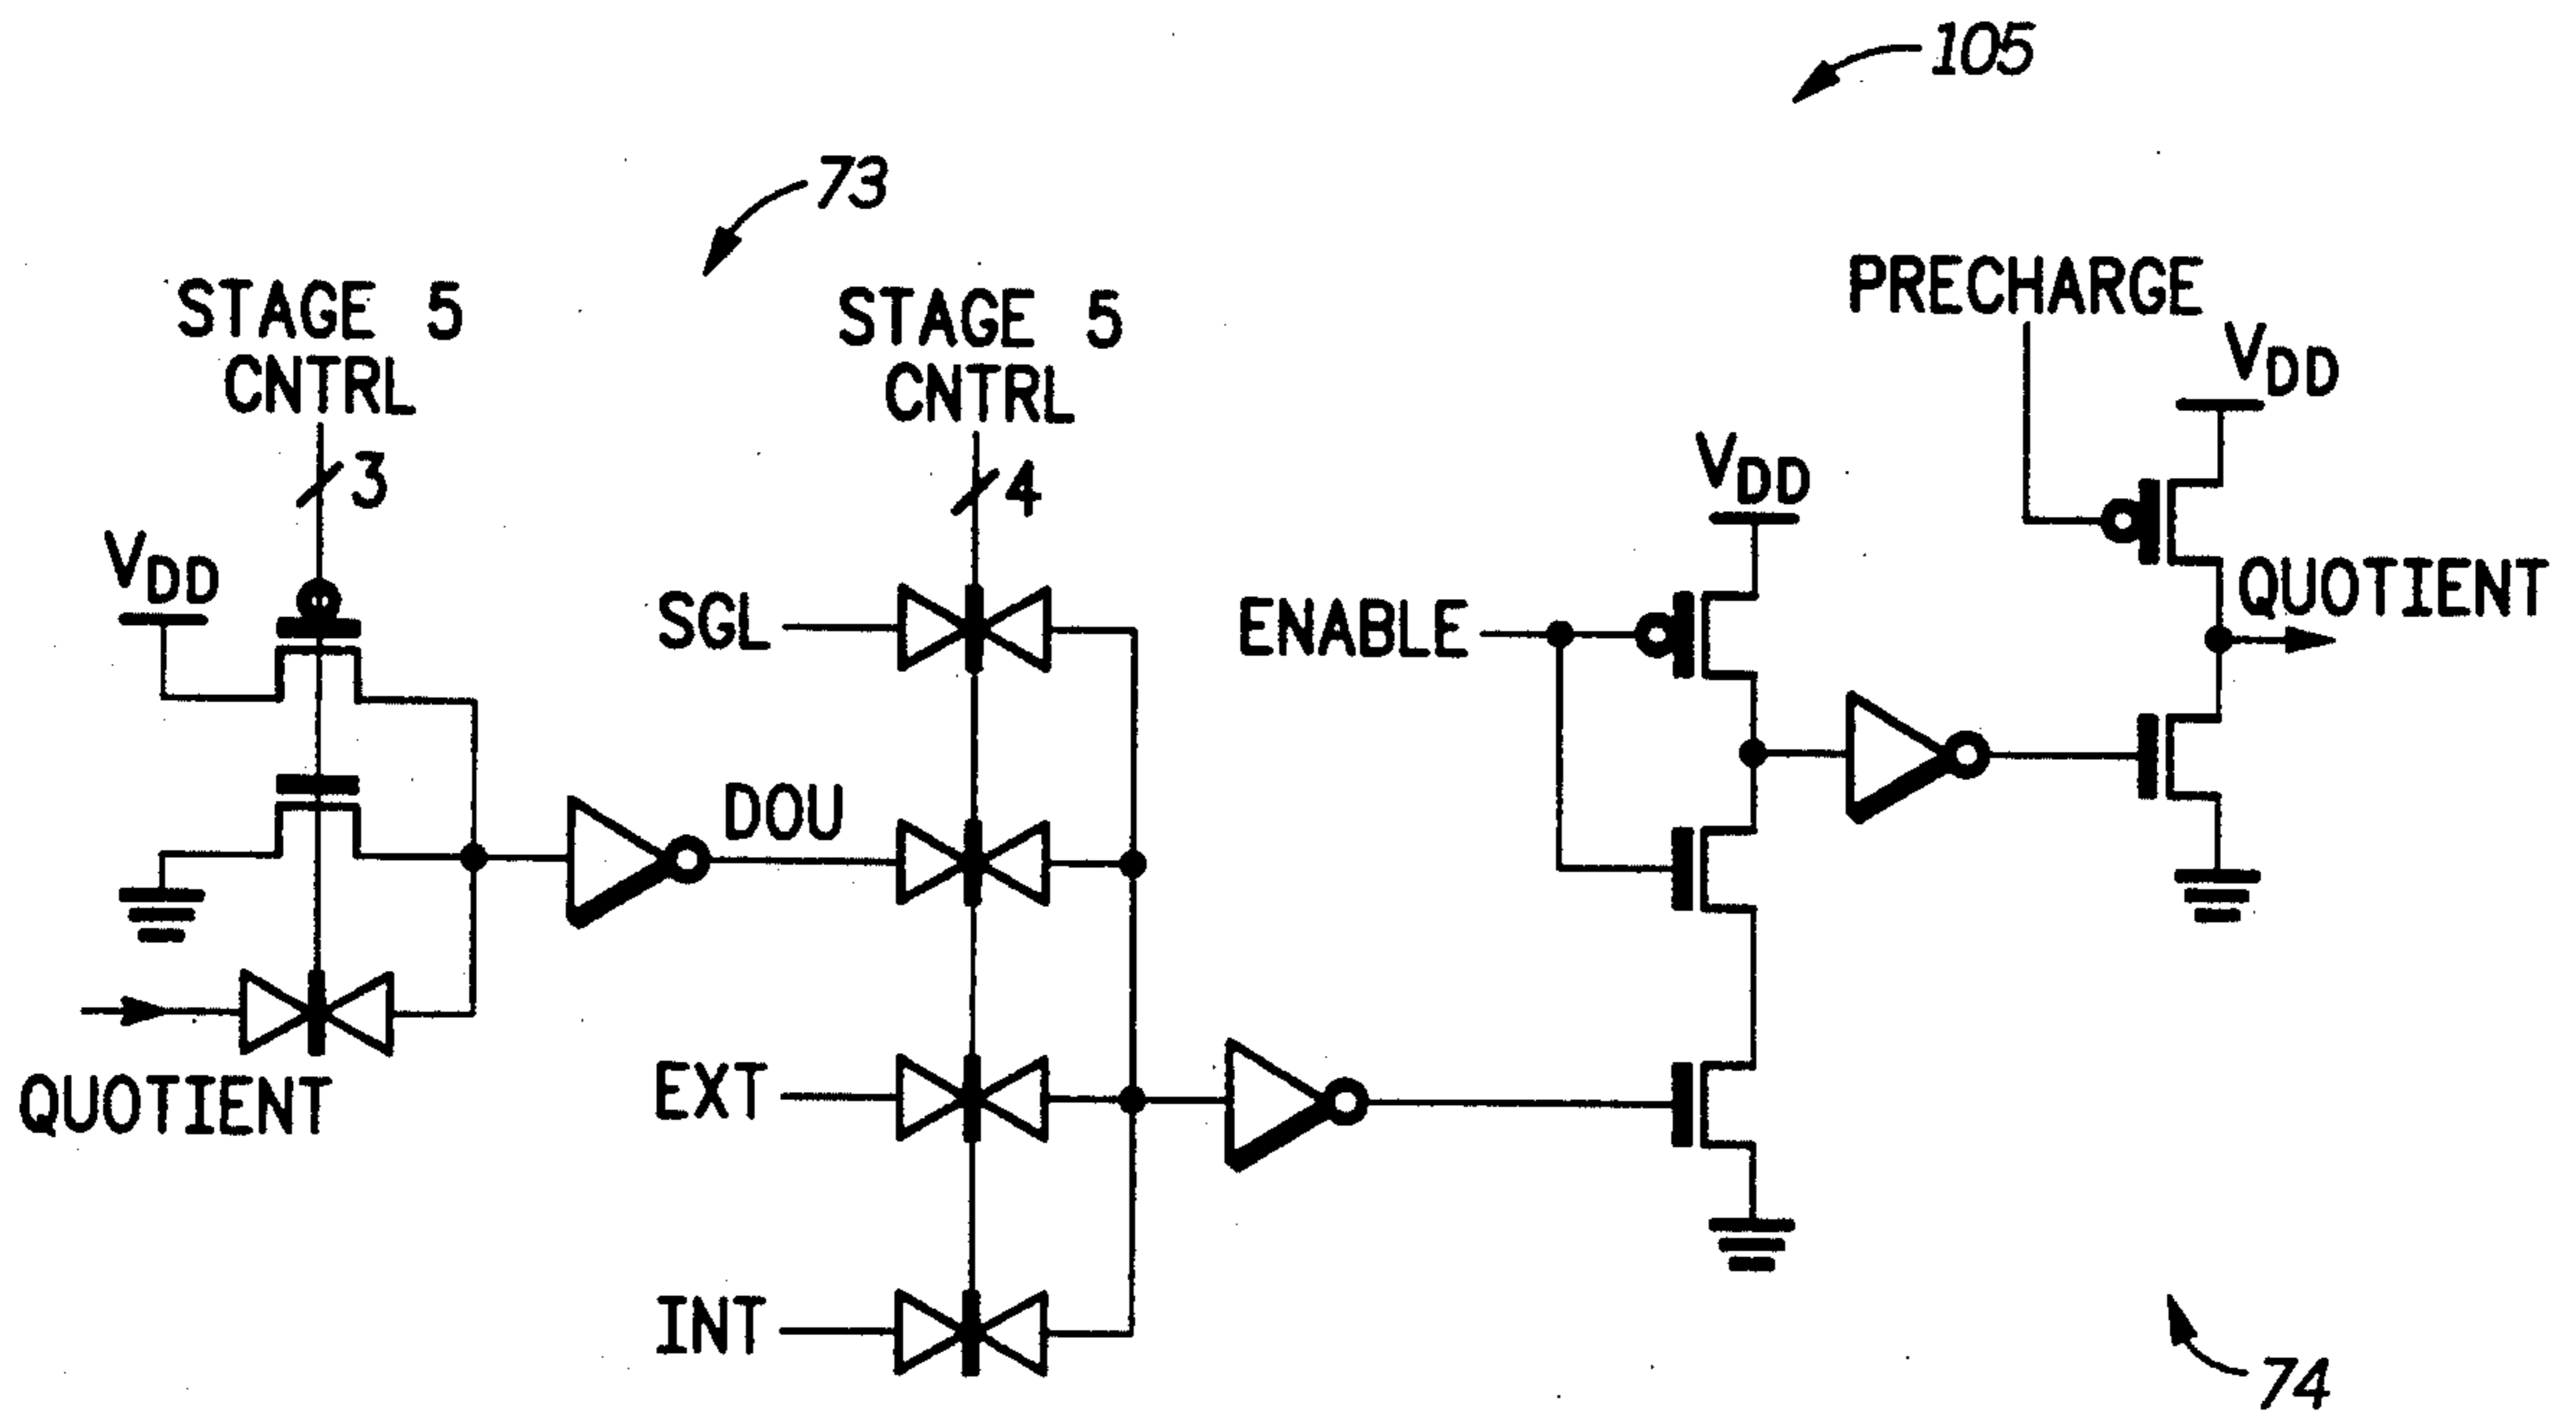 105
73
STAGE 5
CNTRL
3
STAGE 5
CNTRL
4
PRECHARGE
VDD
VDD
VDD
SGL
ENABLE
QUOTIENT
DOU
QUOTIENT
EXT
INT
74